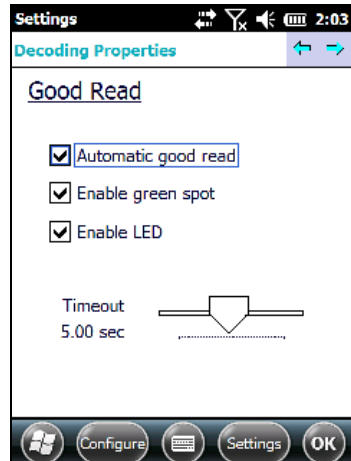 Settings 2:03
Decoding Properties
Good Read
Automatic good read
Enable green spot
Enable LED
Timeout
5.00 sec
Configure Settings OK